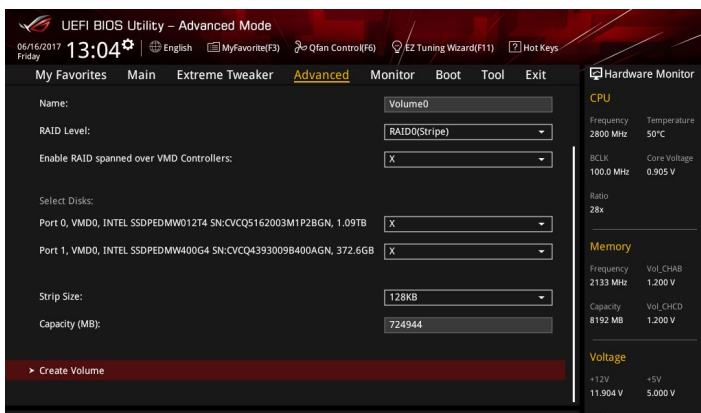 UEFI BIOS Utility – Advanced Mode
06/16/2017 Friday 13:04 English MyFavorite(F3) Qfan Control(F6) EZ Tuning Wizard(F11) ? Hot Keys
My Favorites Main Extreme Tweaker Advanced Monitor Boot Tool Exit
Name: Volume0
RAID Level: RAID0(Stripe)
Enable RAID spanned over VMD Controllers: X
Select Disks:
Port 0, VMD0, INTEL SSDPEDMW012T4 SN:CVCQ5162003M1P2BGN, 1.09TB X
Port 1, VMD0, INTEL SSDPEDMW400G4 SN:CVCQ4393009B400AGN, 372.6GB X
Strip Size: 128KB
Capacity (MB): 724944
➤ Create Volume
Hardware Monitor
CPU
Frequency Temperature
2800 MHz 50°C
BCLK Core Voltage
100.0 MHz 0.905 V
Ratio
28x
Memory
Frequency Vol_CHAB
2133 MHz 1.200 V
Capacity Vol_CHCD
8192 MB 1.200 V
Voltage
+12V +5V
11.904 V 5.000 V